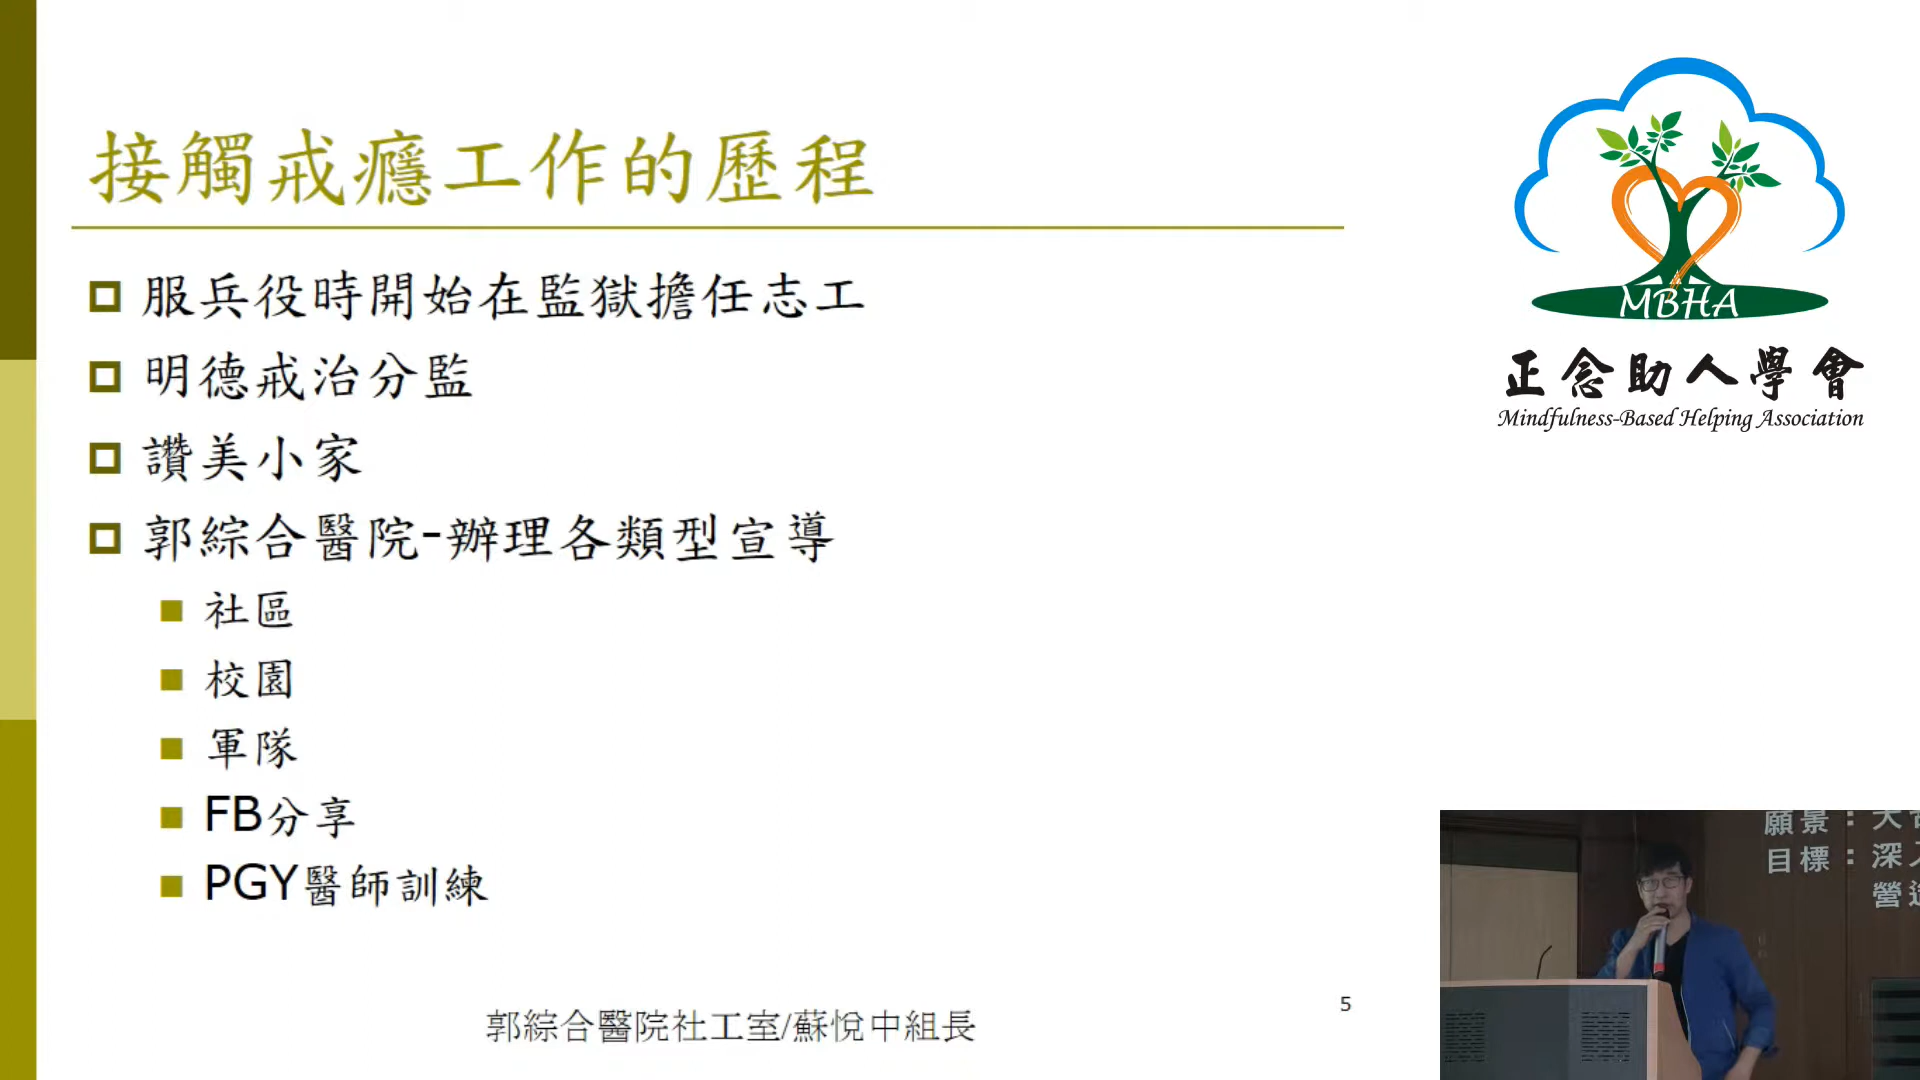 接觸戒癮工作的歷程
服兵役時開始在監獄擔任志工
明德戒治分監
讚美小家
郭綜合醫院-辦理各類型宣導
社區
校園
軍隊
FB分享
PGY醫師訓練
郭綜合醫院社工室/蘇悅中組長
5
MBHA
正念助人學會
Mindfulness-Based Helping Association
願景：大
目標：深
營造